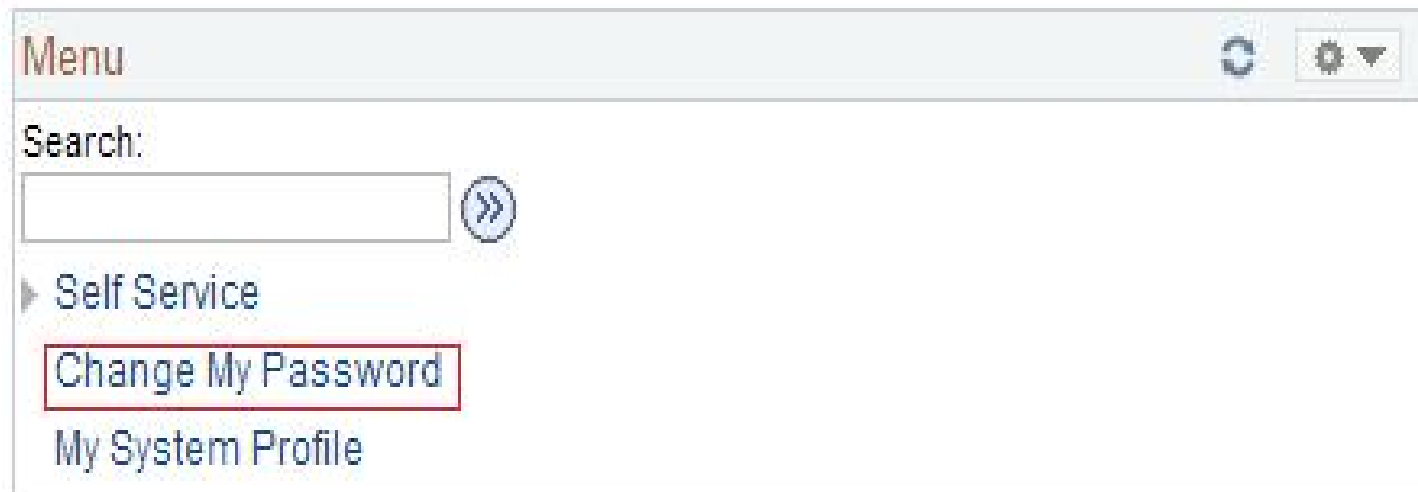 Menu
Search:
Self Service
Change My Password
My System Profile